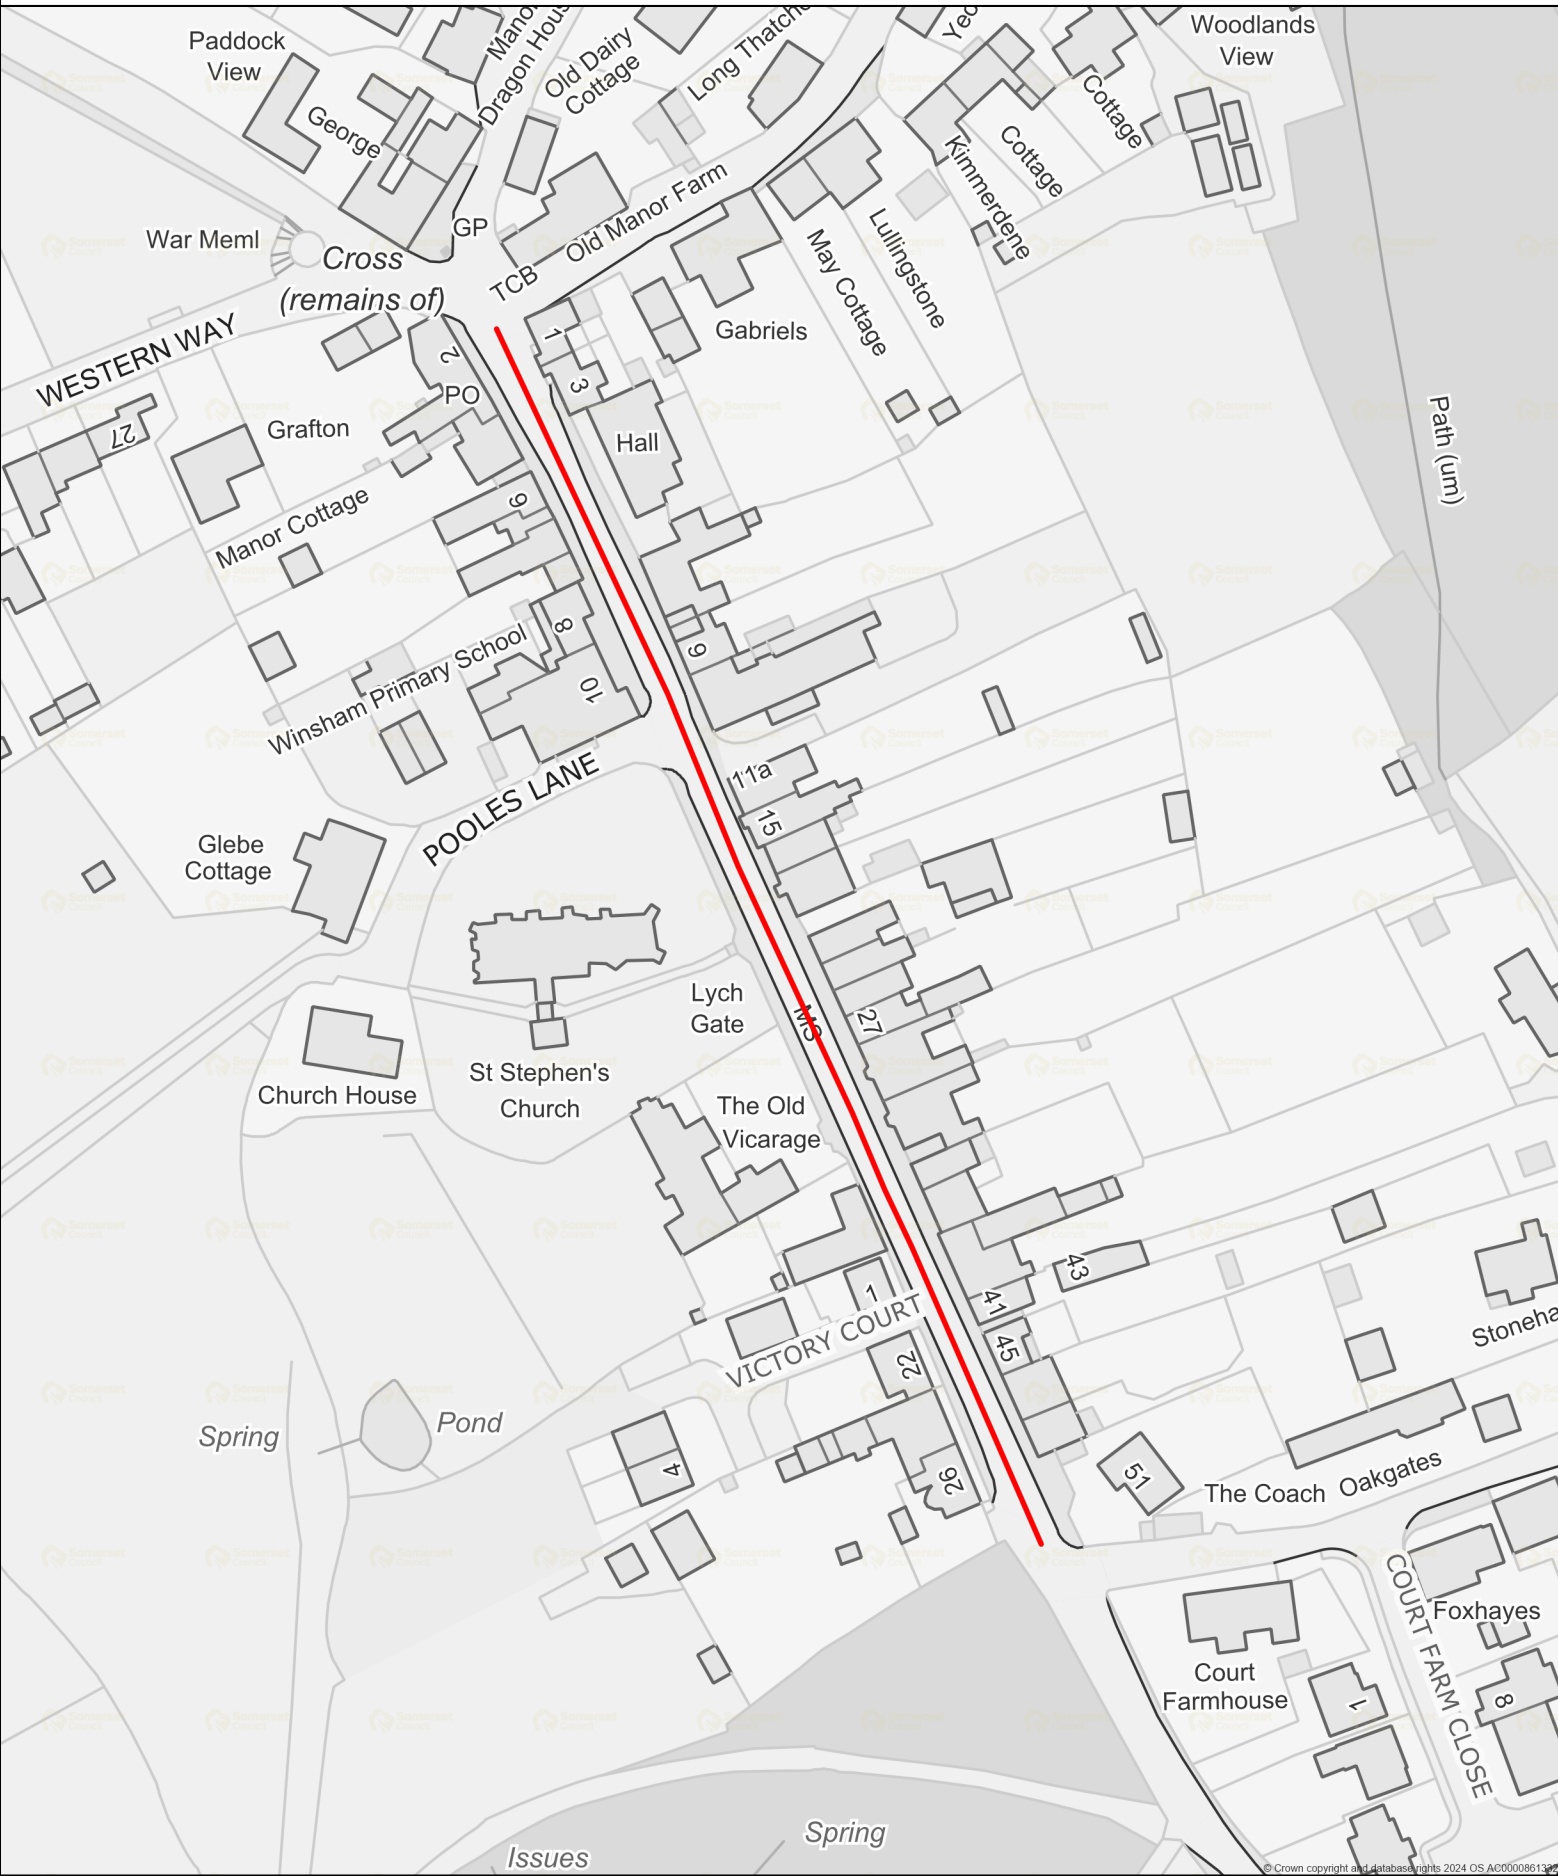 Paddock
View
George
Manor
Dragon Hous
Old Dairy
Cottage
Long Thatche
Yeo
Cottage
Woodlands
View
Cottage
Kimmerdene
Lullingstone
May Cottage
Old Manor Farm
GP
TCB
War Meml
Cross
(remains of)
WESTERN WAY
2
PO
1
3
Gabriels
Hall
Path (um)
27
Grafton
Manor Cottage
6
9
8
10
Winsham Primary School
POOLES LANE
11a
15
Glebe
Cottage
Lych
Gate
MS
27
Church House
St Stephen's
Church
The Old
Vicarage
43
41
1
VICTORY COURT
22
45
Stoneha
Spring
Pond
4
26
51
The Coach
Oakgates
COURT FARM CLOSE
Foxhayes
Court
Farmhouse
1
8
Spring
Issues
© Crown copyright and database rights 2024 OS AC0000861332